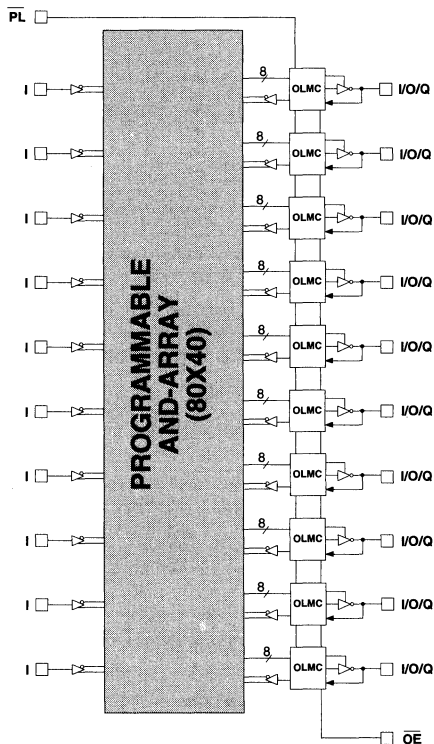 PL
8
OLMC
I
I/O/Q
8
OLMC
I
I/O/Q
8
OLMC
I
I/O/Q
8
OLMC
I
I/O/Q
PROGRAMMABLE
AND-ARRAY
(80X40)
8
OLMC
I
I/O/Q
8
OLMC
I
I/O/Q
8
OLMC
I
I/O/Q
8
OLMC
I
I/O/Q
8
OLMC
I
I/O/Q
8
OLMC
I
I/O/Q
OE